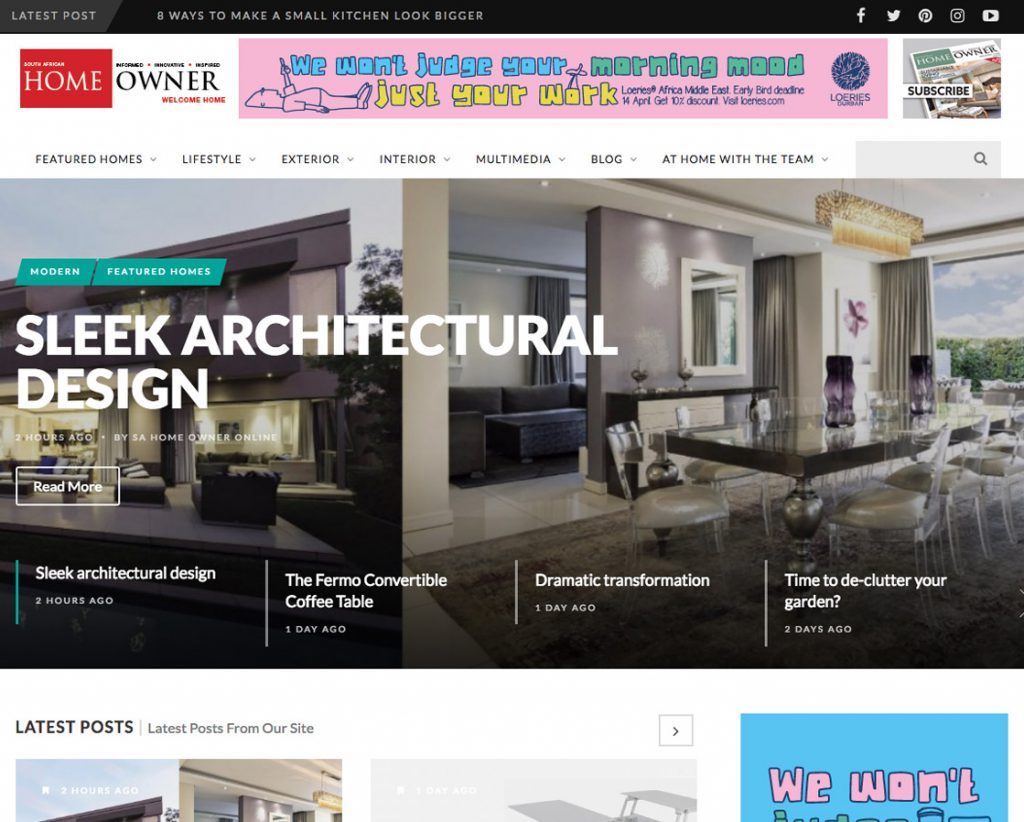 LATEST POST
8 WAYS TO MAKE A SMALL KITCHEN LOOK BIGGER
SOUTH AFRICAN
HOME OWNER
INFORMED • INNOVATIVE • INSPIRED
WELCOME HOME
We won't judge your morning mood
just your work
Loeries® Africa Middle East. Early Bird deadline
14 April. Get 10% discount. Visit loeries.com
LOERIES
DURBAN
HOME OWNER
SUBSCRIBE
FEATURED HOMES
LIFESTYLE
EXTERIOR
INTERIOR
MULTIMEDIA
BLOG
AT HOME WITH THE TEAM
MODERN
FEATURED HOMES
SLEEK ARCHITECTURAL
DESIGN
2 HOURS AGO • BY SA HOME OWNER ONLINE
Read More
Sleek architectural design
2 HOURS AGO
The Fermo Convertible
Coffee Table
1 DAY AGO
Dramatic transformation
1 DAY AGO
Time to de-clutter your
garden?
2 DAYS AGO
LATEST POSTS | Latest Posts From Our Site
2 HOURS AGO
1 DAY AGO
We won't